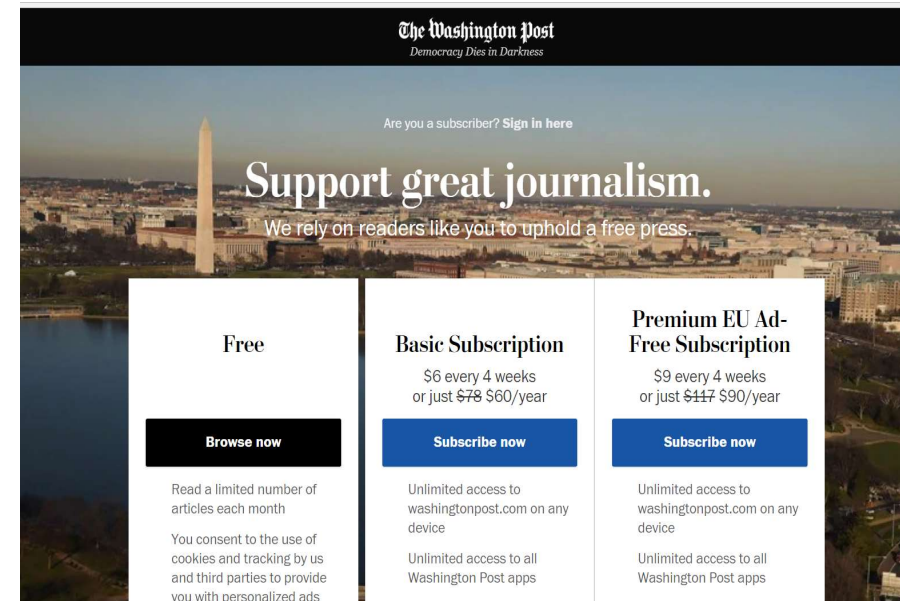 The Washington Post
Democracy Dies in Darkness
Are you a subscriber? Sign in here
Support great journalism.
We rely on readers like you to uphold a free press.
Free
Browse now
Read a limited number of
articles each month
You consent to the use of
cookies and tracking by us
and third parties to provide
you with personalized ads
Basic Subscription
$6 every 4 weeks
or just $78 $60/year
Subscribe now
Unlimited access to
washingtonpost.com on any
device
Unlimited access to all
Washington Post apps
Premium EU Ad-
Free Subscription
$9 every 4 weeks
or just $117 $90/year
Subscribe now
Unlimited access to
washingtonpost.com on any
device
Unlimited access to all
Washington Post apps